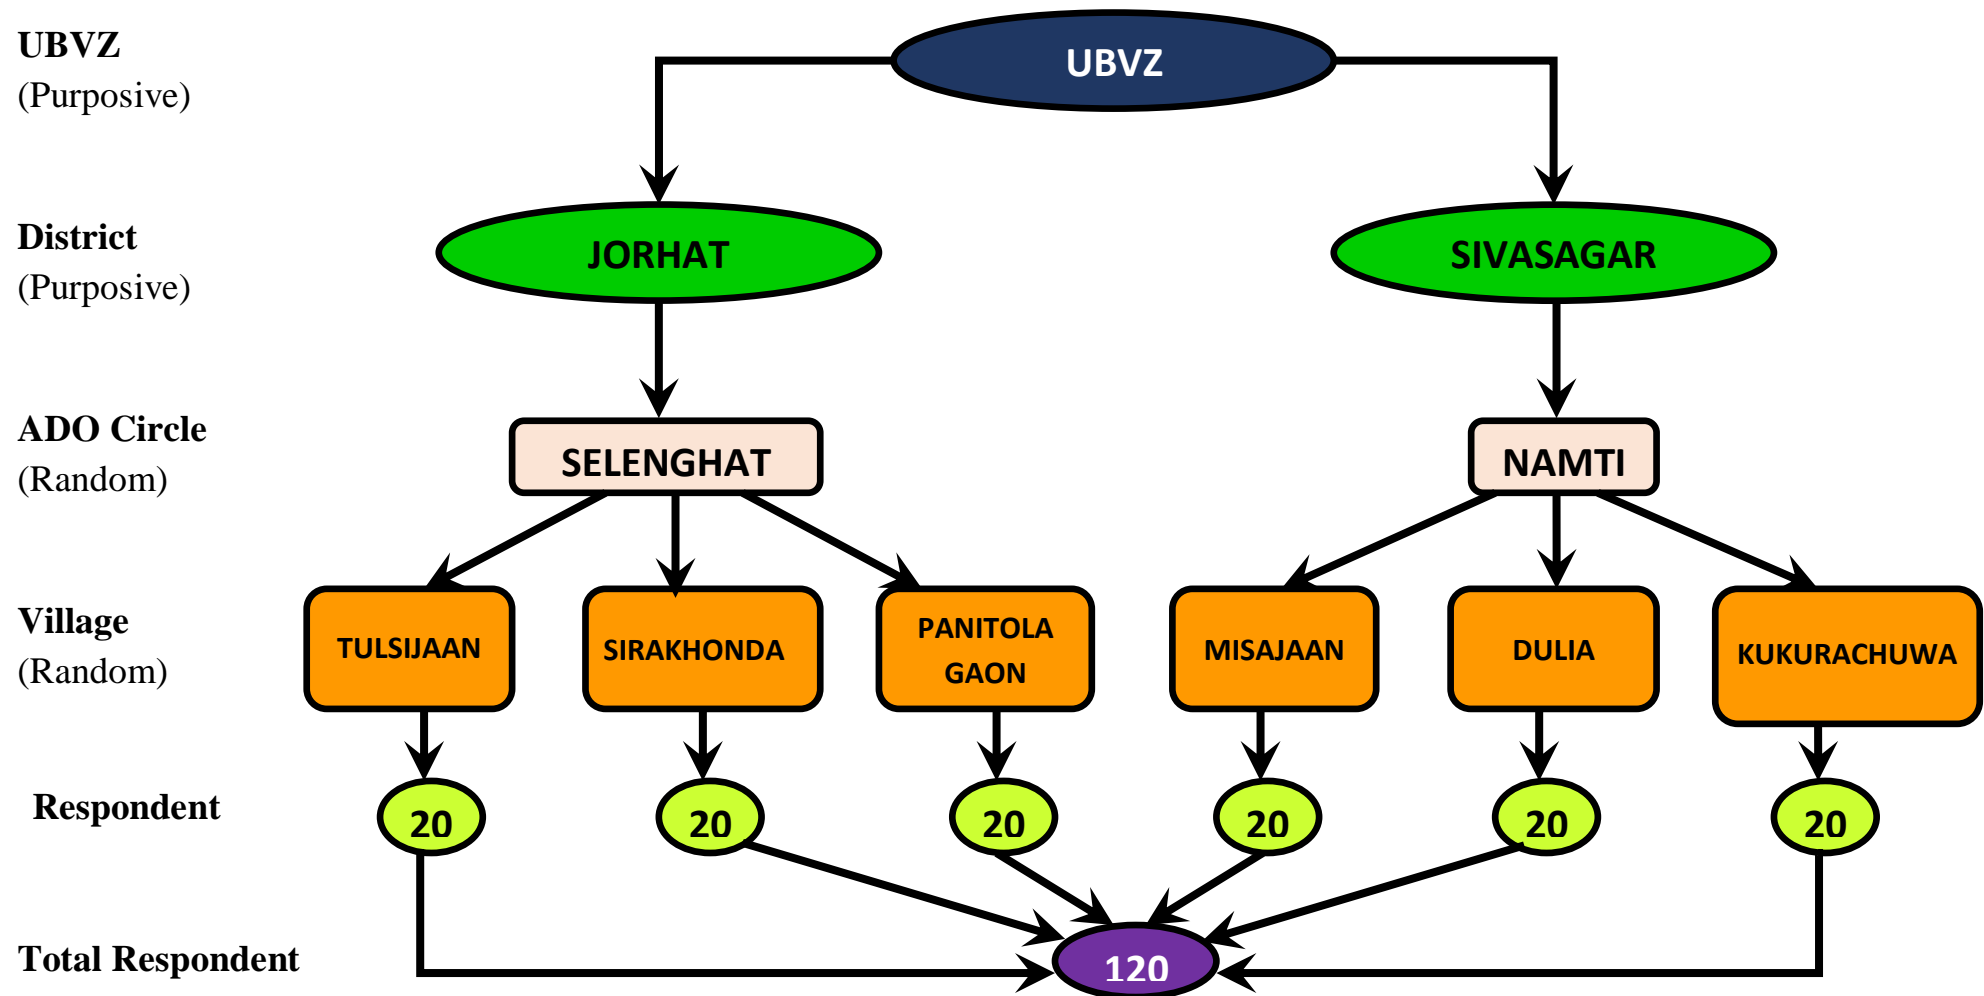 UBVZ
(Purposive)
UBVZ
District
(Purposive)
JORHAT
SIVASAGAR
ADO Circle
(Random)
SELENGHAT
NAMTI
Village
(Random)
TULSIJAAN
SIRAKHONDA
PANITOLA
GAON
MISAJAAN
DULIA
KUKURACHUWA
Respondent
20
20
20
20
20
20
Total Respondent
120